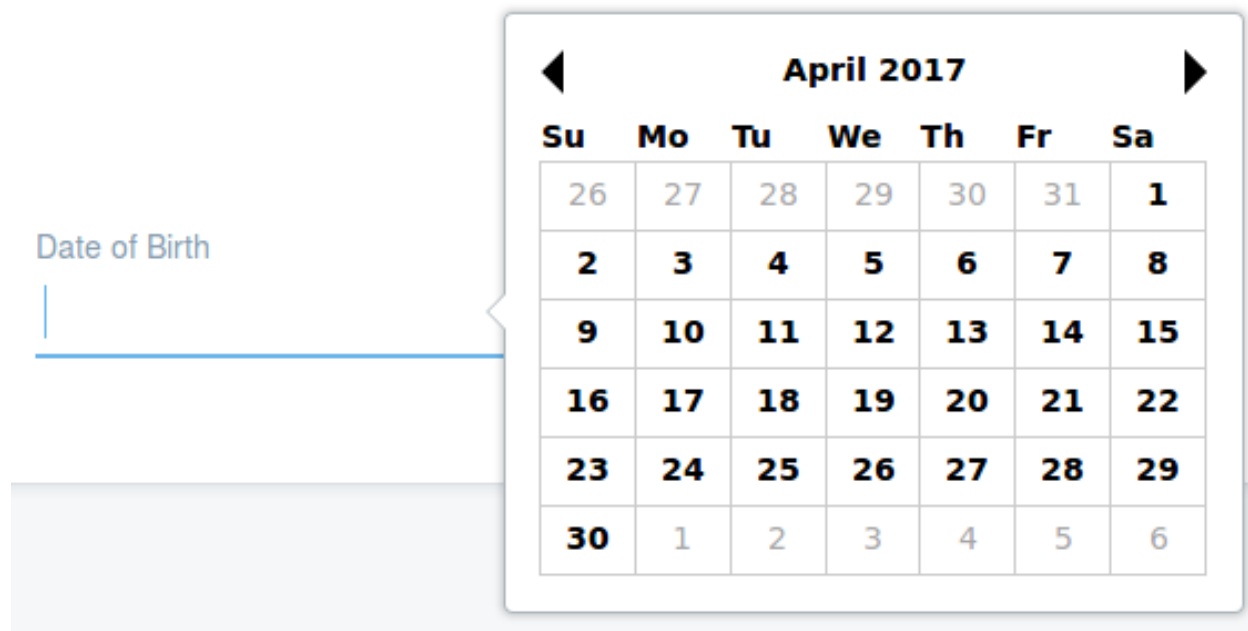 April 2017
Su Mo Tu We Th Fr Sa
26 27 28 29 30 31 1
Date of Birth
2 3 4 5 6 7 8
9 10 11 12 13 14 15
16 17 18 19 20 21 22
23 24 25 26 27 28 29
30 1 2 3 4 5 6